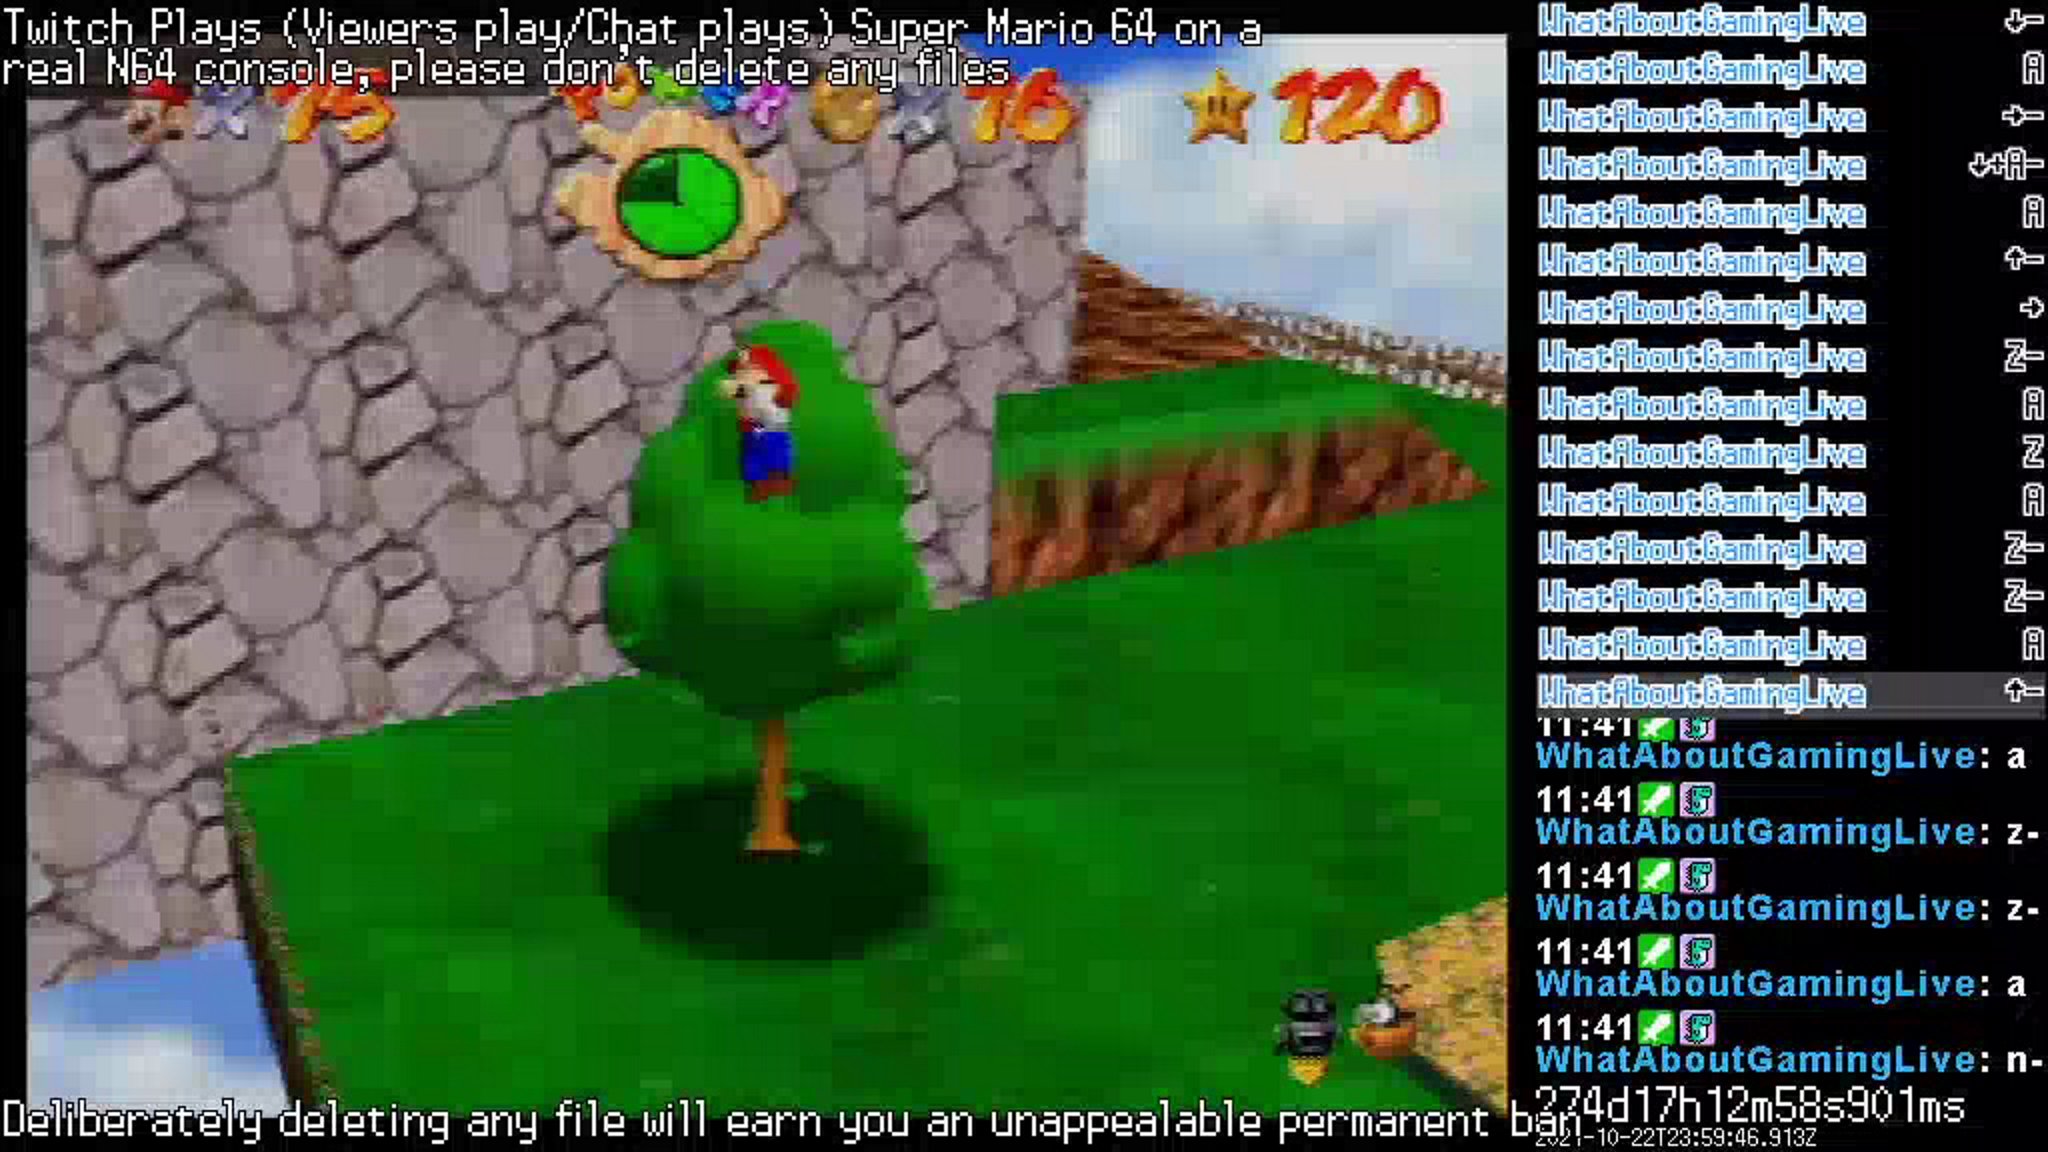 Twitch Plays (Viewers play/Chat plays) Super Mario 64 on a
real N64 console, please don't delete any files
75
16
120
WhatAboutGamingLive ↓-
WhatAboutGamingLive A
WhatAboutGamingLive →-
WhatAboutGamingLive
WhatAboutGamingLive A
WhatAboutGamingLive ↑-
WhatAboutGamingLive →
WhatAboutGamingLive Z-
WhatAboutGamingLive A
WhatAboutGamingLive Z
WhatAboutGamingLive A
WhatAboutGamingLive Z-
WhatAboutGamingLive Z-
WhatAboutGamingLive A
WhatAboutGamingLive ↑-
11:41
WhatAboutGamingLive: a
11:41
WhatAboutGamingLive: z-
11:41
WhatAboutGamingLive: z-
11:41
WhatAboutGamingLive: a
11:41
WhatAboutGamingLive: n-
274d17h12m58s901ms
Deliberately deleting any file will earn you an unappealable permanent ban
2021-10-22T23:59:46.913Z